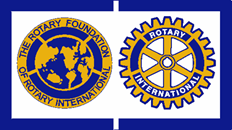 THE ROTARY FOUNDATION
OF ROTARY INTERNATIONAL
ROTARY
INTERNATIONAL